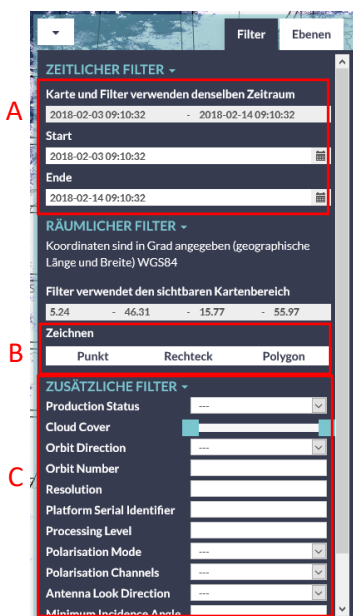 Filter Ebenen
ZEITLICHER FILTER
A
Karte und Filter verwenden denselben Zeitraum
2018-02-03 09:10:32 - 2018-02-14 09:10:32
Start
2018-02-03 09:10:32
Ende
2018-02-14 09:10:32
RÄUMLICHER FILTER
Koordinaten sind in Grad angegeben (geographische
Länge und Breite) WGS84
Filter verwendet den sichtbaren Kartenbereich
5.24 - 46.31 - 15.77 - 55.97
B
Zeichnen
Punkt Rechteck Polygon
C
ZUSÄTZLICHE FILTER
Production Status ---
Cloud Cover
Orbit Direction ---
Orbit Number
Resolution
Platform Serial Identifier
Processing Level
Polarisation Mode ---
Polarisation Channels ---
Antenna Look Direction ---
Minimum Incidence Angle